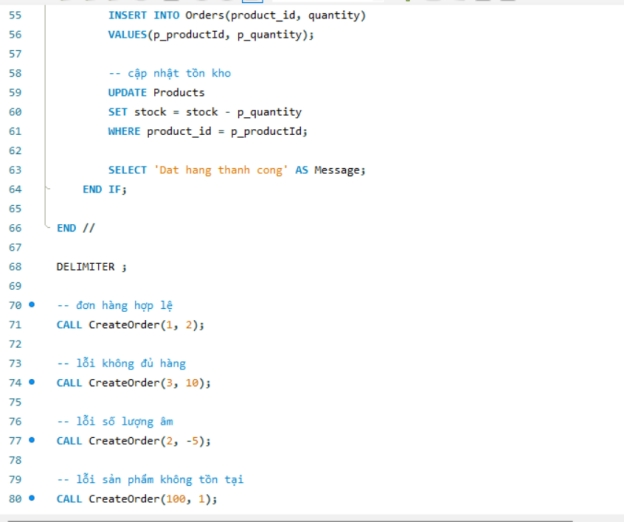 55 INSERT INTO Orders(product_id, quantity)
56 VALUES(p_productId, p_quantity);
57
58 -- cập nhật tồn kho
59 UPDATE Products
60 SET stock = stock - p_quantity
61 WHERE product_id = p_productId;
62
63 SELECT 'Dat hang thanh cong' AS Message;
64 END IF;
65
66 END //
67
68 DELIMITER ;
69
70 -- đơn hàng hợp lệ
71 CALL CreateOrder(1, 2);
72
73 -- lỗi không đủ hàng
74 CALL CreateOrder(3, 10);
75
76 -- lỗi số lượng âm
77 CALL CreateOrder(2, -5);
78
79 -- lỗi sản phẩm không tồn tại
80 CALL CreateOrder(100, 1);